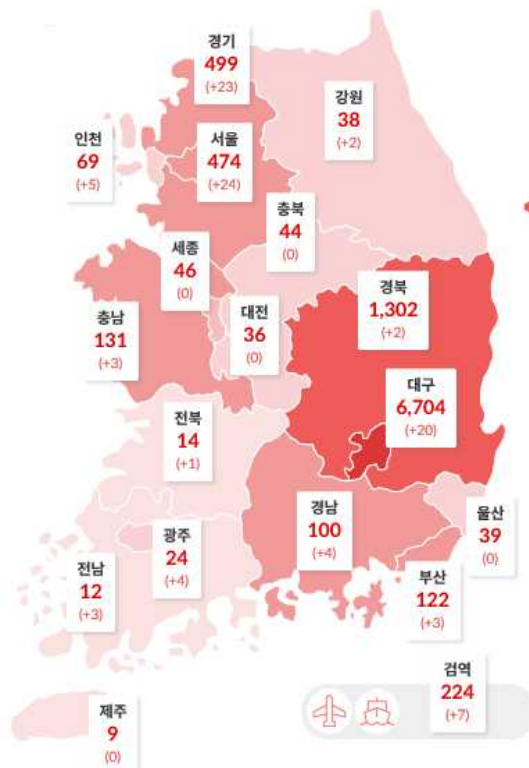 경기
499
(+23)
강원
38
(+2)
인천
69
(+5)
서울
474
(+24)
충북
44
(0)
세종
46
(0)
경북
1,302
(+2)
충남
131
(+3)
대전
36
(0)
대구
6,704
(+20)
전북
14
(+1)
경남
100
(+4)
울산
39
(0)
광주
24
(+4)
전남
12
(+3)
부산
122
(+3)
검역
224
(+7)
제주
9
(0)